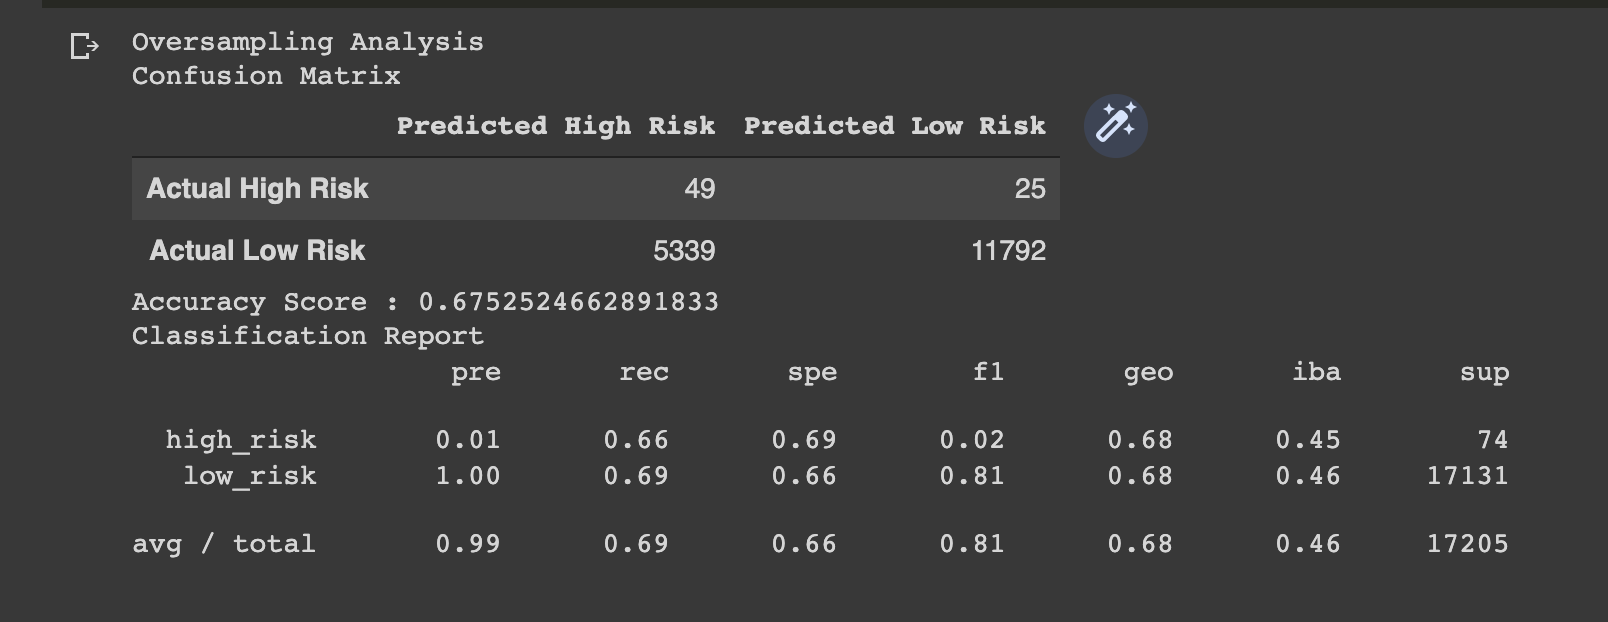 Oversampling Analysis
Confusion Matrix
Predicted High Risk Predicted Low Risk
Actual High Risk 49 25
Actual Low Risk 5339 11792
Accuracy Score : 0.6752524662891833
Classification Report
pre rec spe f1 geo iba sup
high_risk 0.01 0.66 0.69 0.02 0.68 0.45 74
low_risk 1.00 0.69 0.66 0.81 0.68 0.46 17131
avg / total 0.99 0.69 0.66 0.81 0.68 0.46 17205